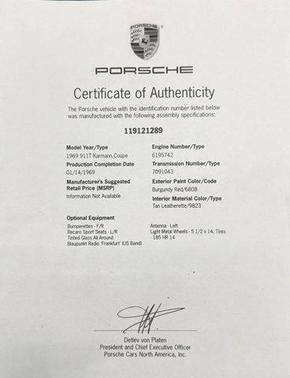 PORSCHE
Certificate of Authenticity
The Porsche vehicle with the identification number listed below
was manufactured with the following assembly specifications:
119121289
Model Year/Type
1969 911T Karmann Coupe
Production Completion Date
01/14/1969
Manufacturer's Suggested
Retail Price (MSRP)
Information Not Available
Engine Number/Type
6195742
Transmission Number/Type
7091043
Exterior Paint Color/Code
Burgundy Red/6808
Interior Material Color/Type
Tan Leatherette/9823
Optional Equipment
Bumperettes - F/R
Recaro Sport Seats - L/R
Tinted Glass All Around
Blaupunkt Radio 'Frankfurt' (US Band)
Antenna - Left
Light Metal Wheels - 5 1/2 x 14, Tires
- 185 HR 14
Detlev von Platen
President and Chief Executive Officer
Porsche Cars North America, Inc.